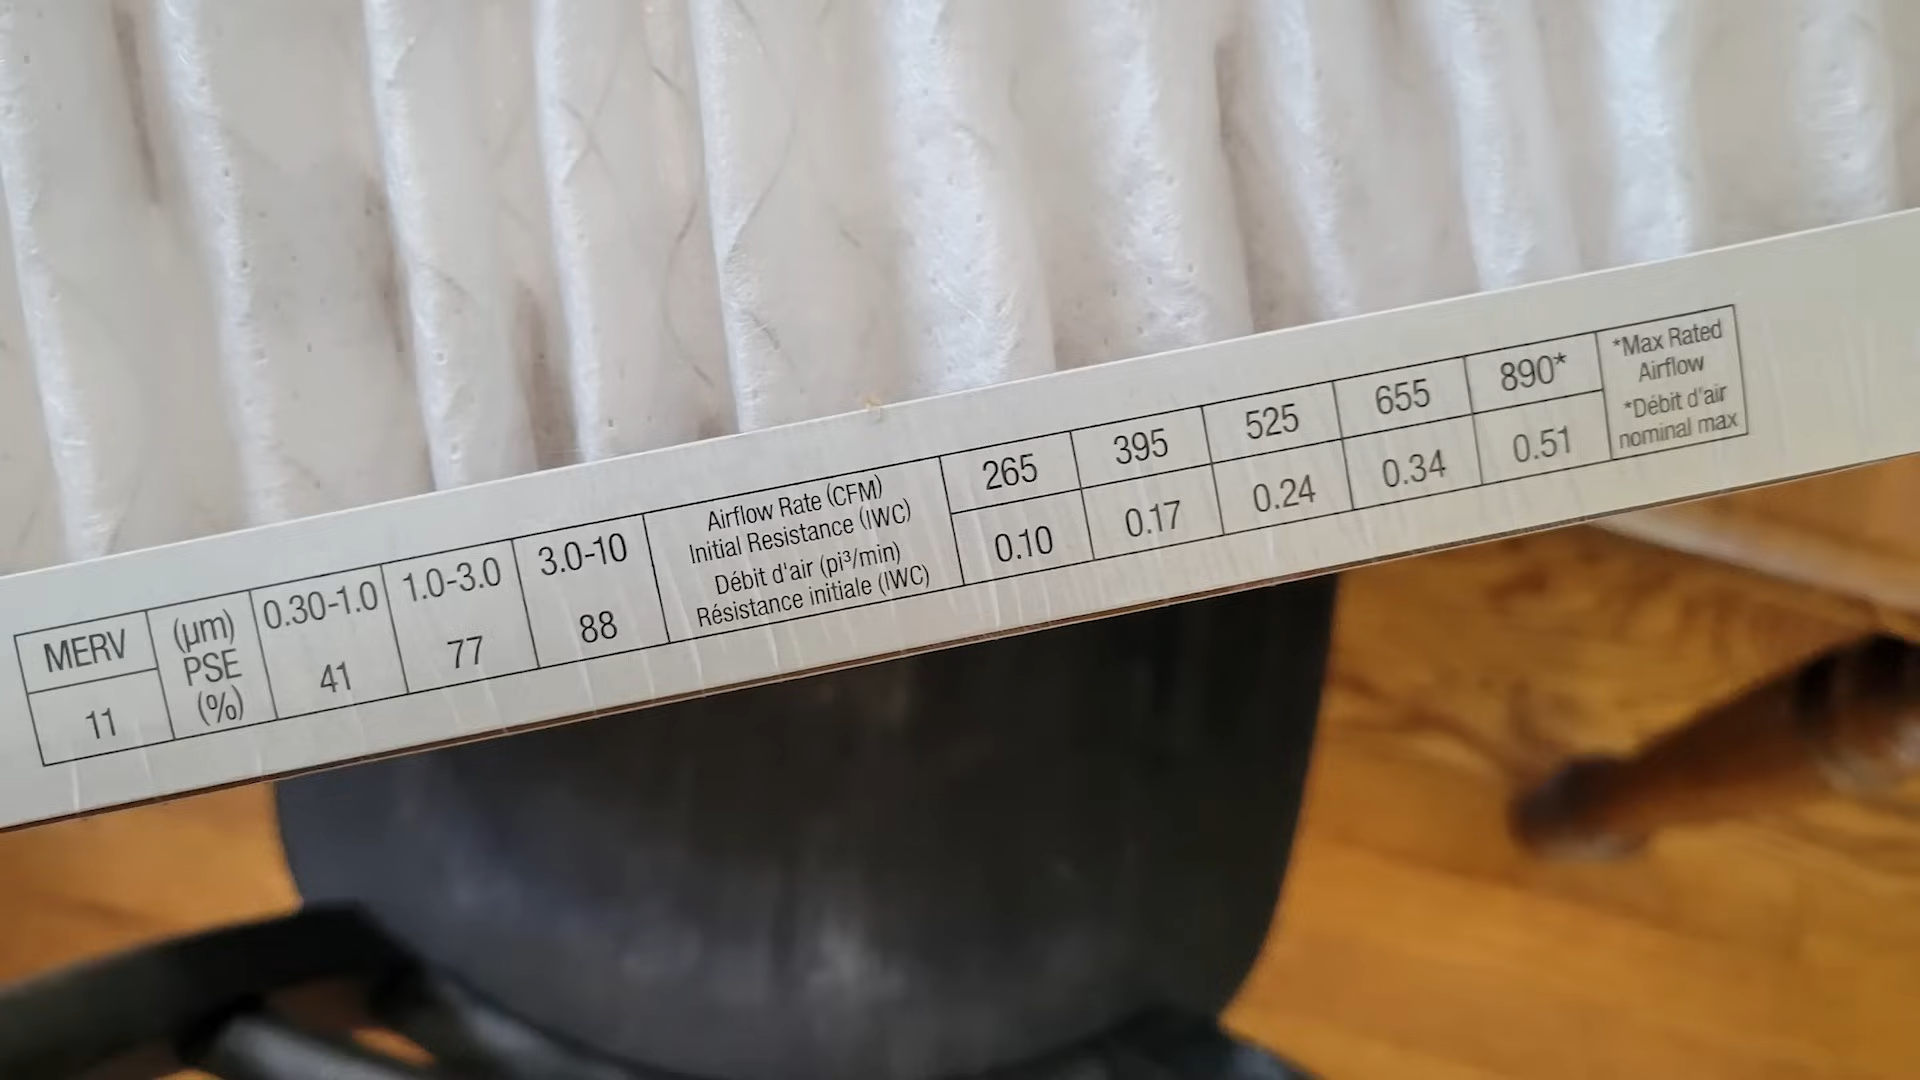 MERV (µm) 0.30-1.0 1.0-3.0 3.0-10 Airflow Rate (CFM) 265 395 525 655 890* *Max Rated
PSE Initial Resistance (IWC) Airflow
11 (%) 41 77 88 Débit d'air (pi³/min) 0.10 0.17 0.24 0.34 0.51 *Débit d'air
Résistance initiale (IWC) nominal max